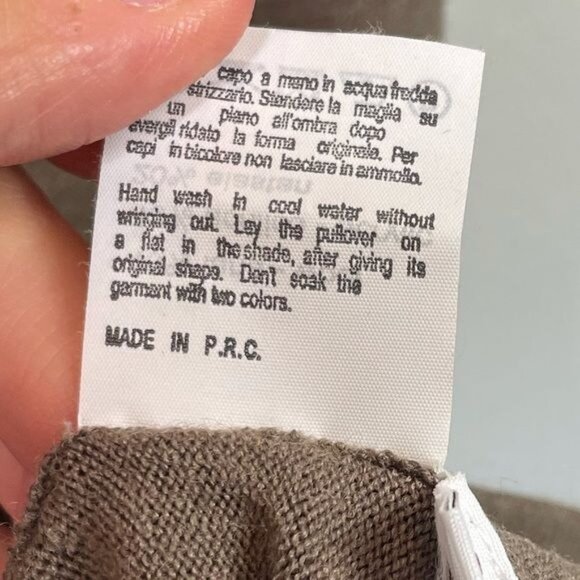 capo a mano in acqua fredda
strizzarlo. Stendere la maglia su
un piano all'ombra dopo
avergli ridato la forma originale. Per
capi in bicolore non lasciare in ammollo.
Hand wash in cool water without
wringing out. Lay the pullover on
a flat in the shade, after giving its
original shape. Don't soak the
garmant with two colors.
MADE IN P.R.C.